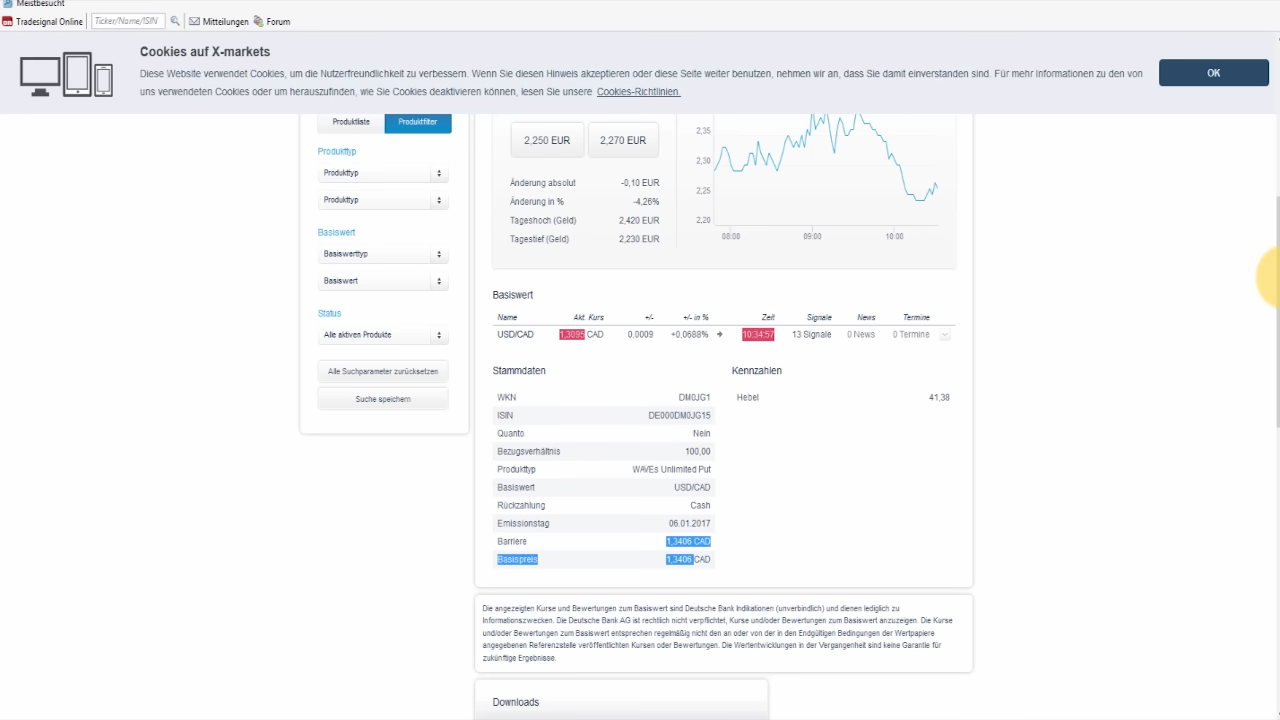 Meistbesucht
Tradesignal Online Ticker/Name/ISIN Mitteilungen Forum
Cookies auf X-markets
Diese Website verwendet Cookies, um die Nutzerfreundlichkeit zu verbessern. Wenn Sie diesen Hinweis akzeptieren oder diese Seite weiter benutzen, nehmen wir an, dass Sie damit einverstanden sind. Für mehr Informationen zu den von
uns verwendeten Cookies oder um herauszufinden, wie Sie Cookies deaktivieren können, lesen Sie unsere Cookies-Richtlinien.
OK
Produktliste Produktfilter
Produkttyp
Produkttyp
Produkttyp
Basiswert
Basiswerttyp
Basiswert
Status
Alle aktiven Produkte
Alle Suchparameter zurücksetzen
Suche speichern
2,250 EUR 2,270 EUR
Änderung absolut -0,10 EUR
Änderung in % -4,26%
Tageshoch (Geld) 2,420 EUR
Tagestief (Geld) 2,230 EUR
2,35
2,30
2,25
2,20
08:00 09:00 10:00
Basiswert
Name Akt. Kurs +/- +/- in % Zeit Signale News Termine
USD/CAD 1,3095 CAD 0,0009 +0,0688% 10:34:57 13 Signale 0 News 0 Termine
Stammdaten
WKN DM0JG1
ISIN DE000DM0JG15
Quanto Nein
Bezugsverhältnis 100,00
Produkttyp WAVEs Unlimited Put
Basiswert USD/CAD
Rückzahlung Cash
Emissionstag 06.01.2017
Barriere 1,3406 CAD
Basispreis 1,3406 CAD
Kennzahlen
Hebel 41,38
Die angezeigten Kurse und Bewertungen zum Basiswert sind Deutsche Bank Indikationen (unverbindlich) und dienen lediglich zu
Informationszwecken. Die Deutsche Bank AG ist rechtlich nicht verpflichtet, Kurse und/oder Bewertungen zum Basiswert anzuzeigen. Die Kurse
und/oder Bewertungen zum Basiswert entsprechen regelmäßig nicht den an oder von der in den Endgültigen Bedingungen der Wertpapiere
angegebenen Referenzstelle veröffentlichten Kursen oder Bewertungen. Die Wertentwicklungen in der Vergangenheit sind keine Garantie für
zukünftige Ergebnisse.
Downloads